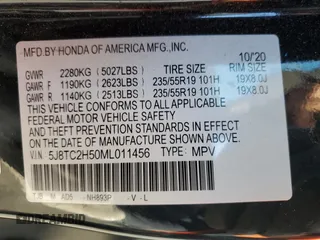 MFD. BY HONDA OF AMERICA MFG., INC. 10/20
GVWR 2280KG (5027LBS) TIRE SIZE RIM SIZE
GAWR F 1190KG (2623LBS) 235/55R19 101H 19X8.0J
GAWR R 1140KG (2513LBS) 235/55R19 101H 19X8.0J
THIS VEHICLE CONFORMS TO ALL APPLICABLE
FEDERAL MOTOR VEHICLE SAFETY AND THEFT
PREVENTION STANDARDS IN EFFECT
ON THE DATE OF MANUFACTURE
SHOWN ABOVE.
5J8TC2H50ML011456 TYPE: MPV
NH893P - V - L